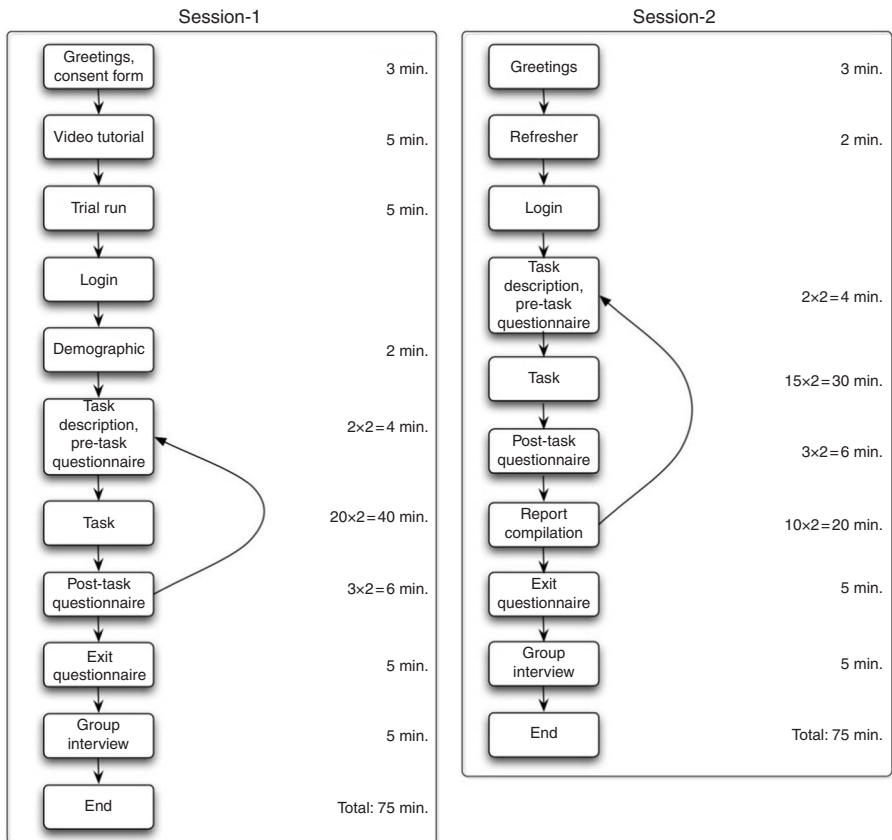 Session-1
Greetings,
consent form
3 min.
Video tutorial
5 min.
Trial run
5 min.
Login
Demographic
2 min.
Task
description,
pre-task
questionnaire
2×2=4 min.
Task
20×2=40 min.
Post-task
questionnaire
3×2=6 min.
Exit
questionnaire
5 min.
Group
interview
5 min.
End
Total: 75 min.
Session-2
Greetings
3 min.
Refresher
2 min.
Login
Task
description,
pre-task
questionnaire
2×2=4 min.
Task
15×2=30 min.
Post-task
questionnaire
3×2=6 min.
Report
compilation
10×2=20 min.
Exit
questionnaire
5 min.
Group
interview
5 min.
End
Total: 75 min.